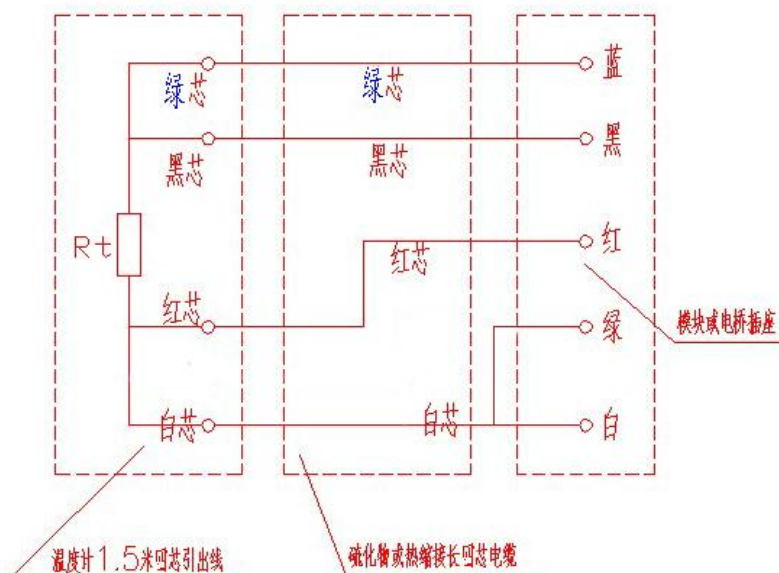 绿芯 绿芯 蓝
黑芯 黑芯 黑
Rt 红芯 红
红芯 绿
模块或电桥插座
白芯 白芯 白
温度计1.5米四芯引出线
硫化物或热缩接长四芯电缆